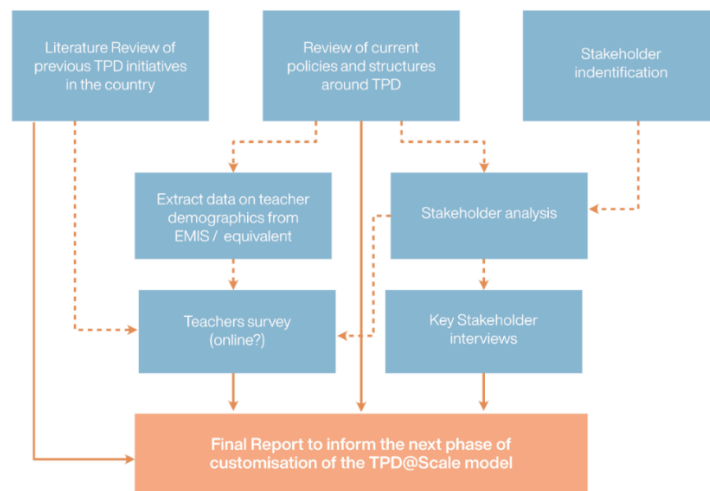 Literature Review of
previous TPD initiatives
in the country
Review of current
policies and structures
around TPD
Stakeholder
indentification
Extract data on teacher
demographics from
EMIS / equivalent
Stakeholder analysis
Teachers survey
(online?)
Key Stakeholder
interviews
Final Report to inform the next phase of
customisation of the TPD@Scale model